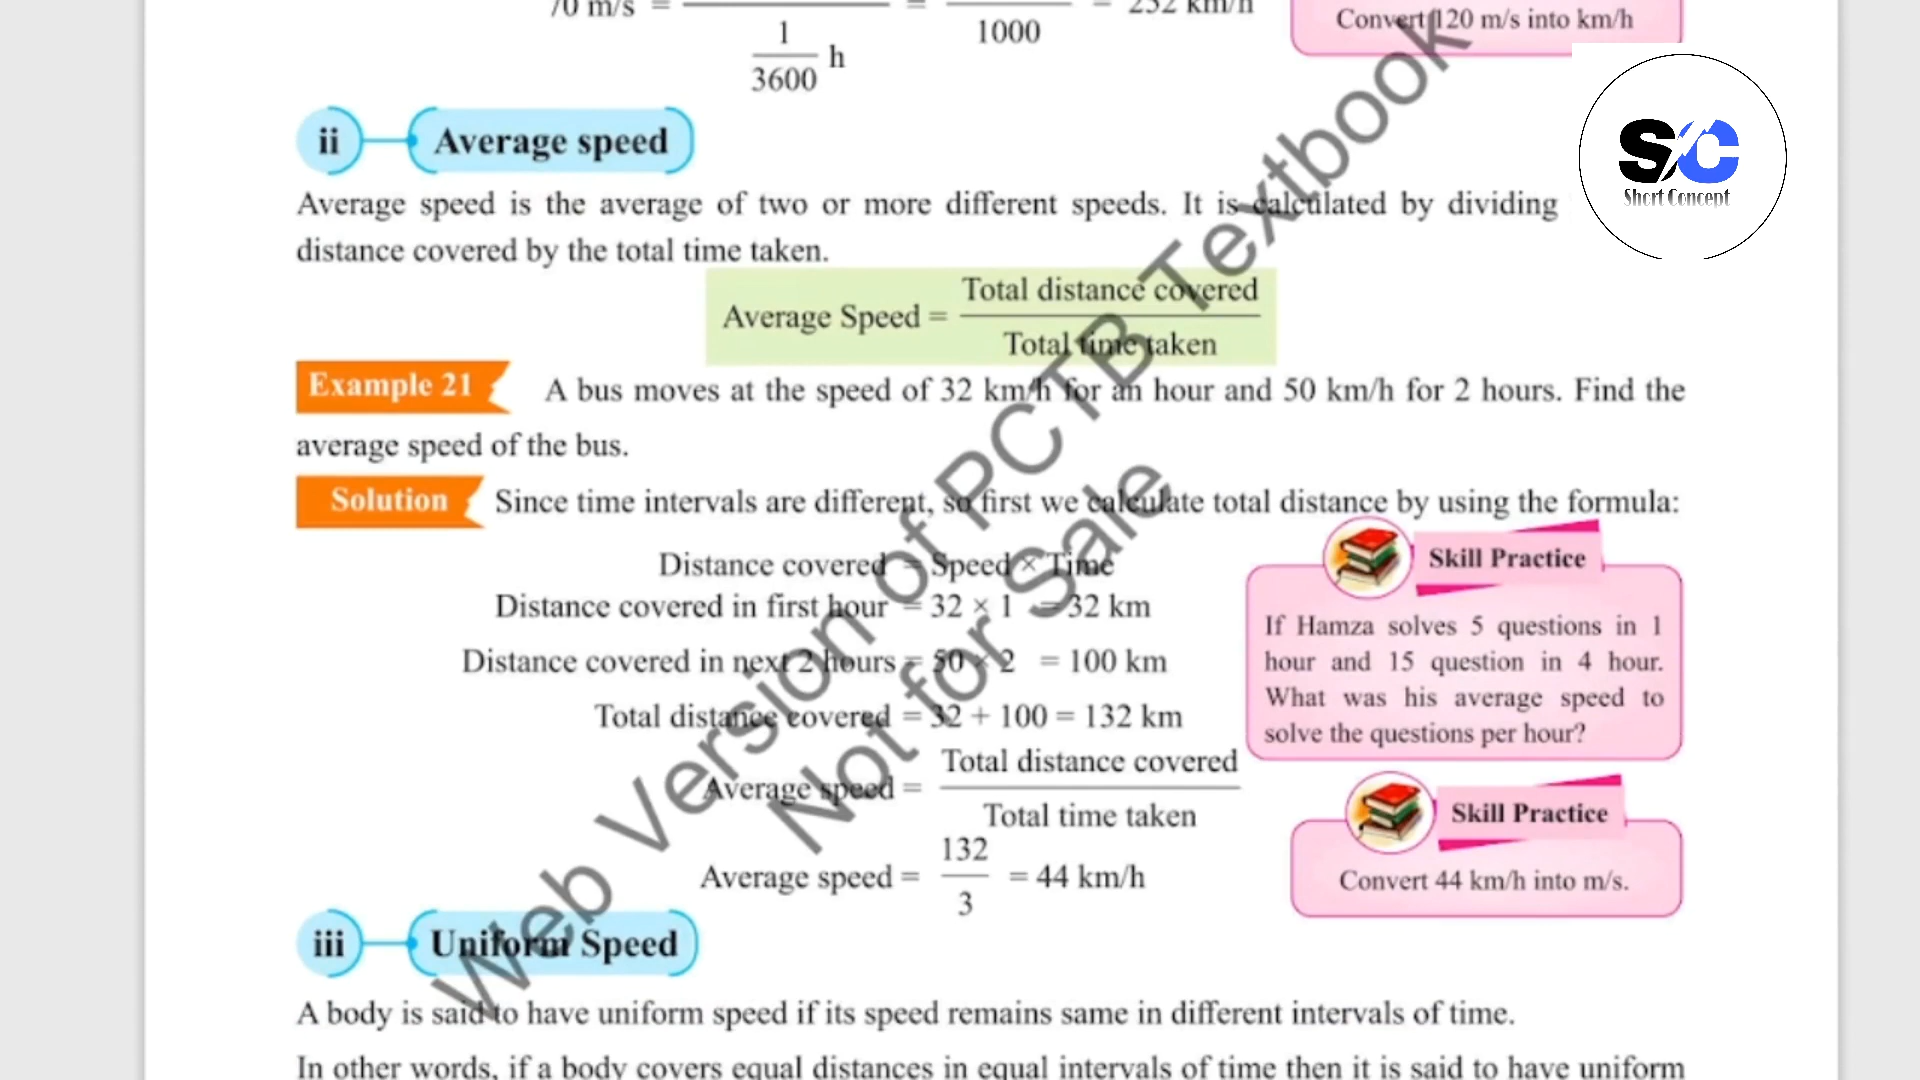 70 m/s = = = 252 km/h
1
3600
h
1000
Convert 120 m/s into km/h
SC
Short Concept
ii Average speed
Average speed is the average of two or more different speeds. It is calculated by dividing
distance covered by the total time taken.
Average Speed = Total distance covered
Total time taken
Example 21 A bus moves at the speed of 32 km/h for an hour and 50 km/h for 2 hours. Find the
average speed of the bus.
Solution Since time intervals are different, so first we calculate total distance by using the formula:
Distance covered = Speed × Time
Distance covered in first hour = 32 × 1 = 32 km
Distance covered in next 2 hours = 50 × 2 = 100 km
Total distance covered = 32 + 100 = 132 km
Average speed = Total distance covered
Total time taken
Average speed = 132
3
= 44 km/h
Skill Practice
If Hamza solves 5 questions in 1
hour and 15 question in 4 hour.
What was his average speed to
solve the questions per hour?
Skill Practice
Convert 44 km/h into m/s.
iii Uniform Speed
A body is said to have uniform speed if its speed remains same in different intervals of time.
In other words, if a body covers equal distances in equal intervals of time then it is said to have uniform
Web Version of PCTB Textbook
Not for Sale